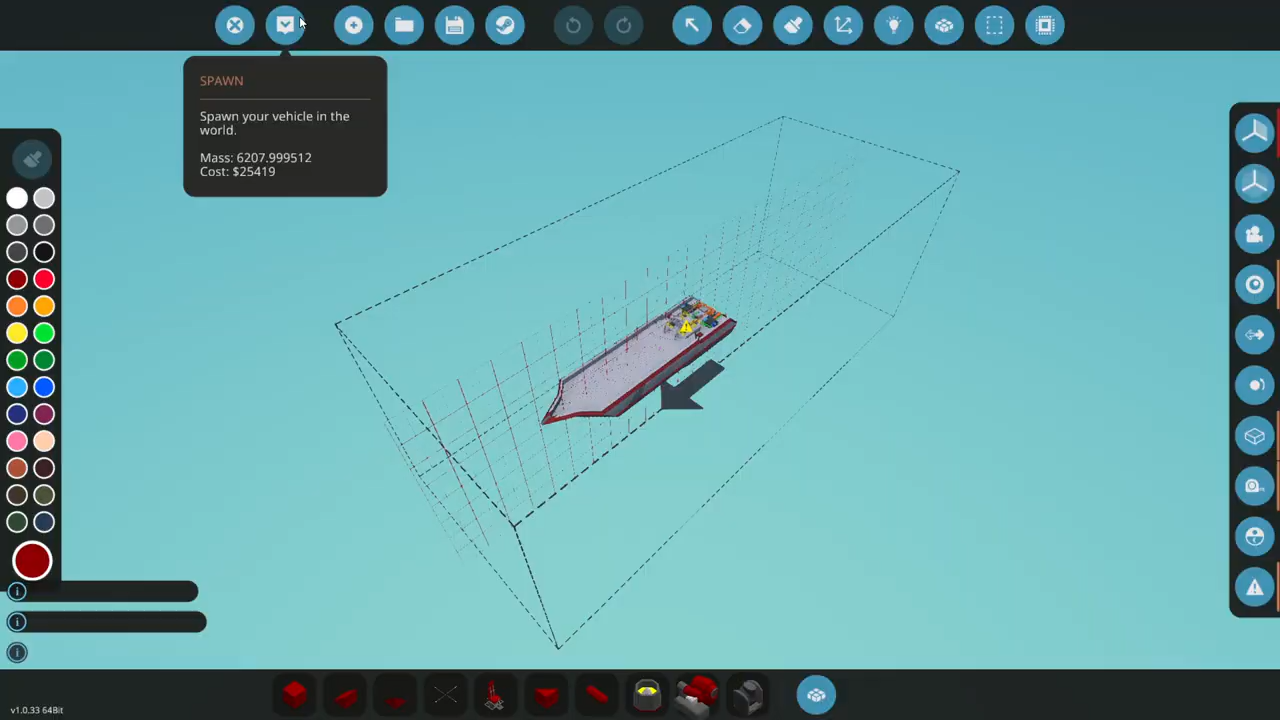 SPAWN
Spawn your vehicle in the
world.
Mass: 6207.999512
Cost: $25419
v1.0.33 64Bit